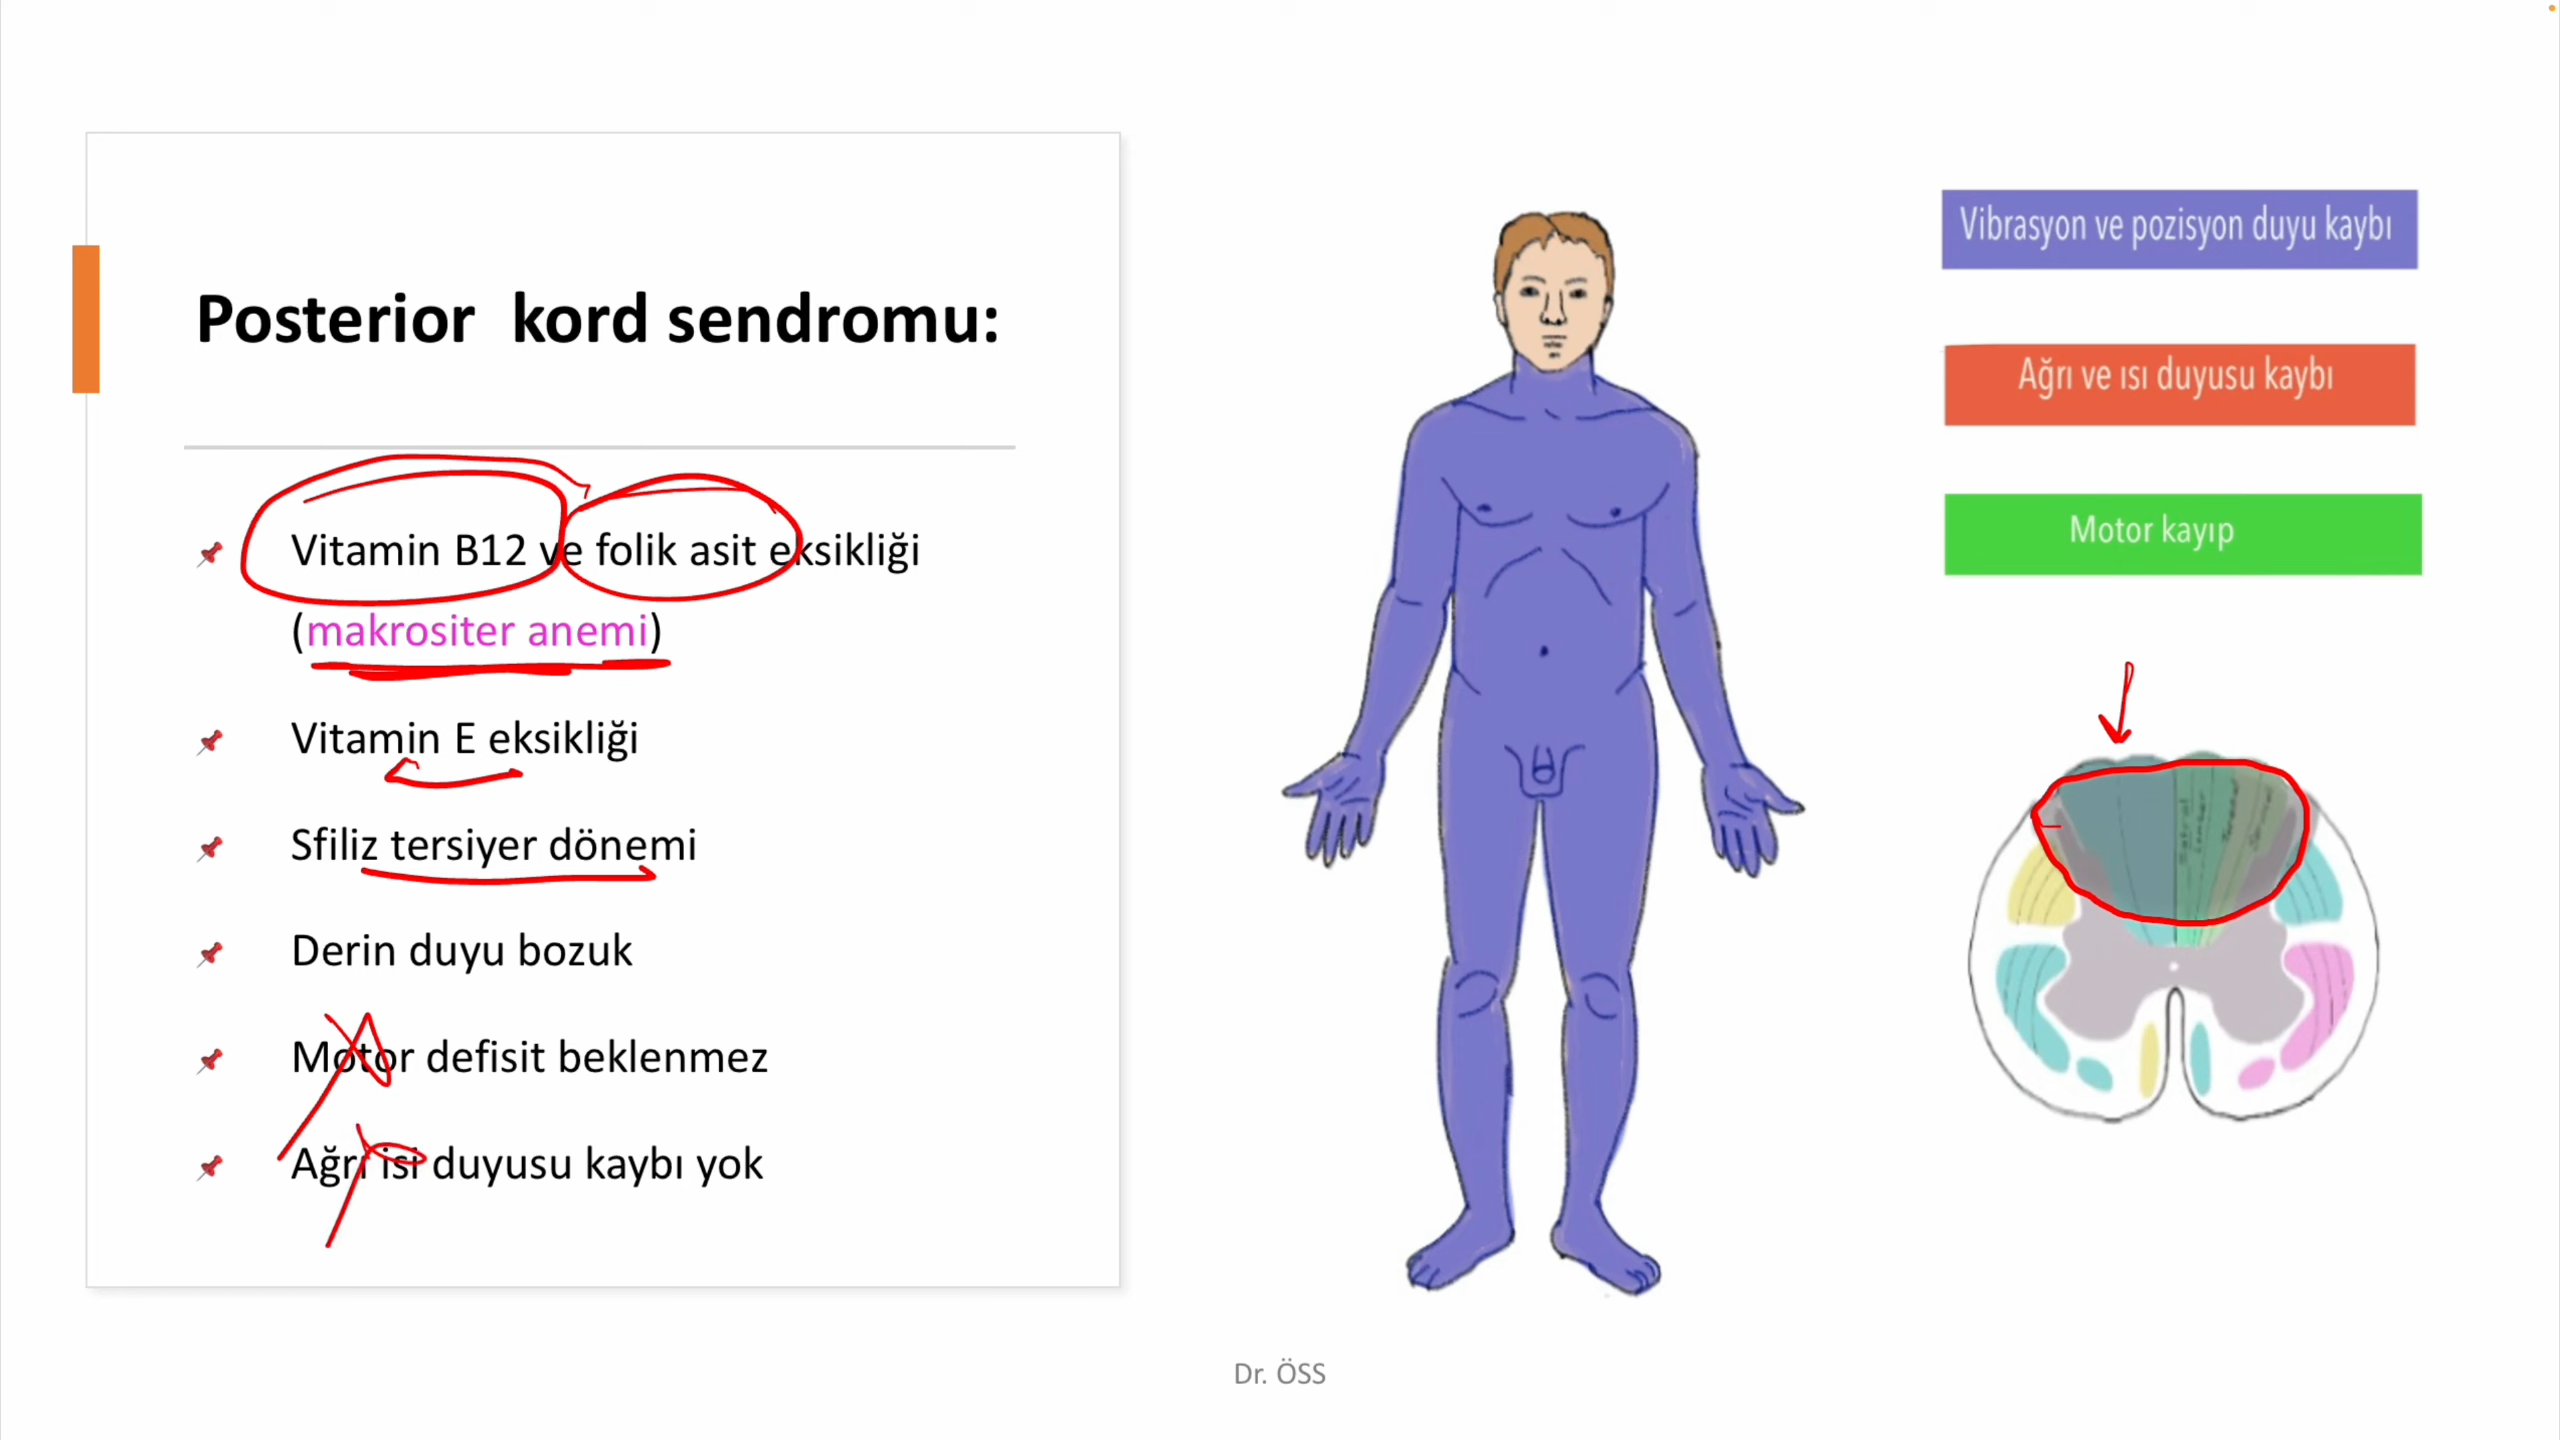 Posterior kord sendromu:
Vitamin B12 ve folik asit eksikliği
(makrositer anemi)
Vitamin E eksikliği
Sfiliz tersiyer dönemi
Derin duyu bozuk
Motor defisit beklenmez
Ağrı isi duyusu kaybı yok
Vibrasyon ve pozisyon duyu kaybı
Ağrı ve ısı duyusu kaybı
Motor kayıp
Dr. ÖSS